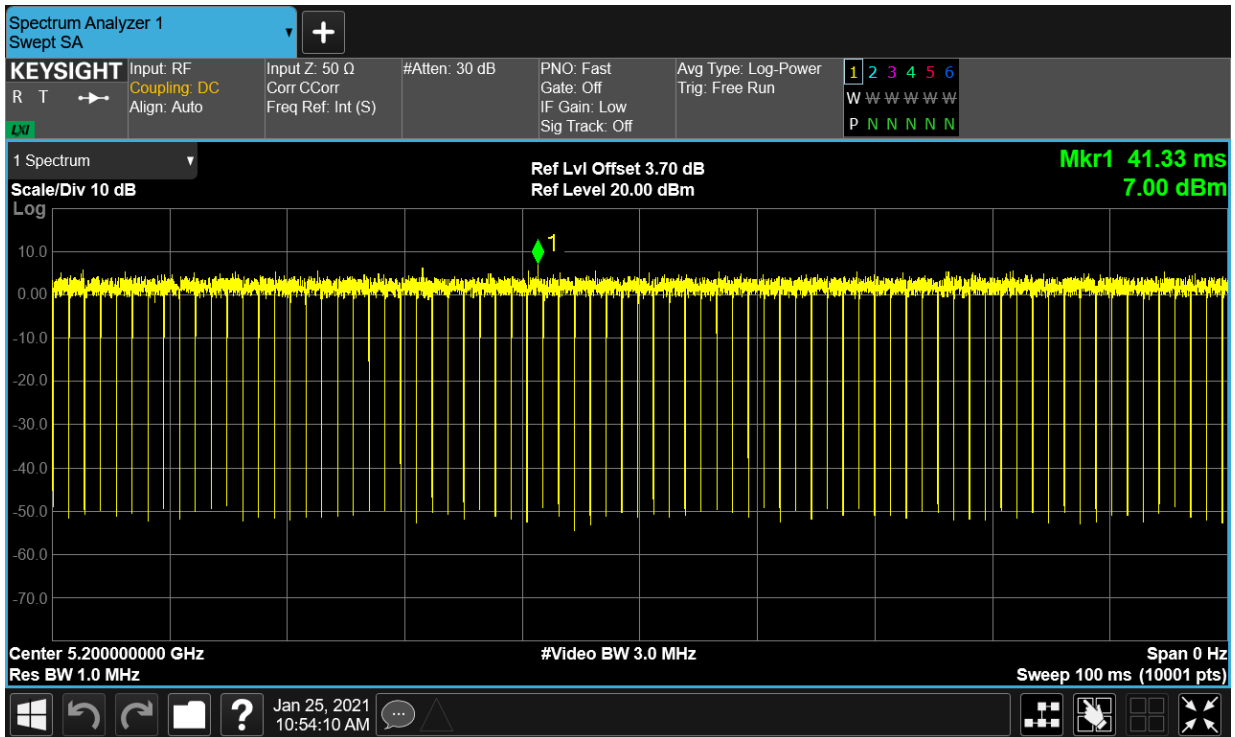 Spectrum Analyzer 1
Swept SA
KEYSIGHT
R T
LXI
Input: RF
Coupling: DC
Align: Auto
Input Z: 50 Ω
Corr CCorr
Freq Ref: Int (S)
#Atten: 30 dB
PNO: Fast
Gate: Off
IF Gain: Low
Sig Track: Off
Avg Type: Log-Power
Trig: Free Run
1 2 3 4 5 6
W W W W W W
P N N N N N
1 Spectrum
Scale/Div 10 dB
Log
Ref Lvl Offset 3.70 dB
Ref Level 20.00 dBm
Mkr1 41.33 ms
7.00 dBm
1
10.0
0.00
-10.0
-20.0
-30.0
-40.0
-50.0
-60.0
-70.0
Center 5.200000000 GHz
Res BW 1.0 MHz
#Video BW 3.0 MHz
Span 0 Hz
Sweep 100 ms (10001 pts)
?
Jan 25, 2021
10:54:10 AM